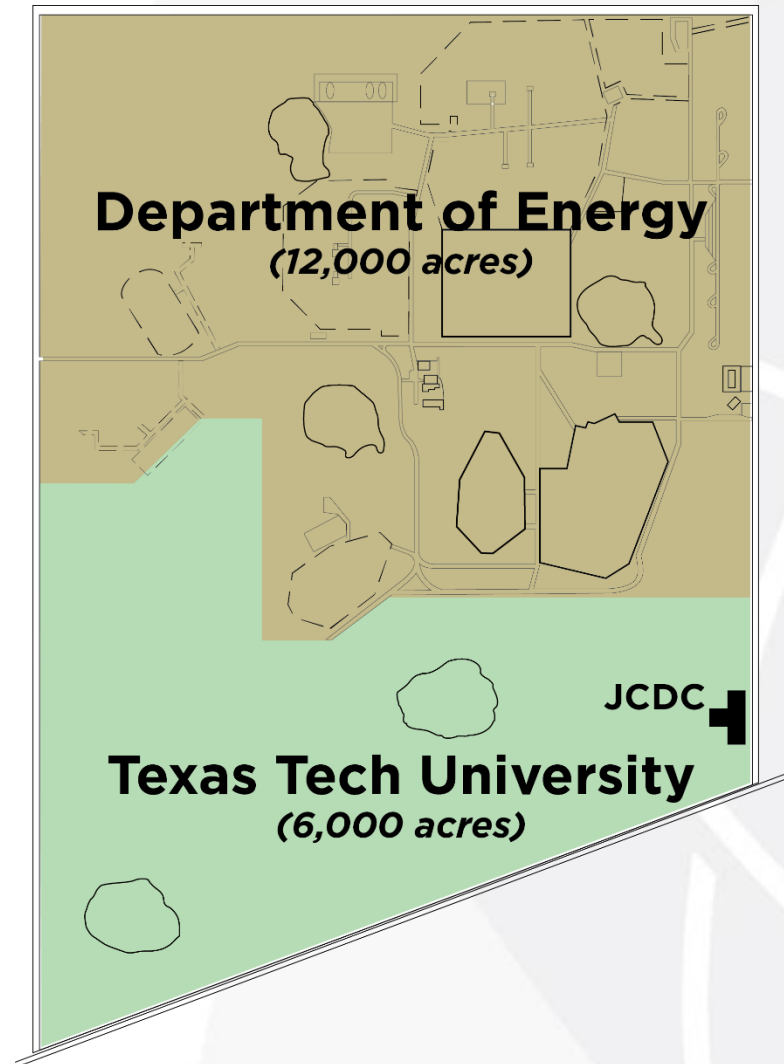 Department of Energy
(12,000 acres)
JCDC
Texas Tech University
(6,000 acres)